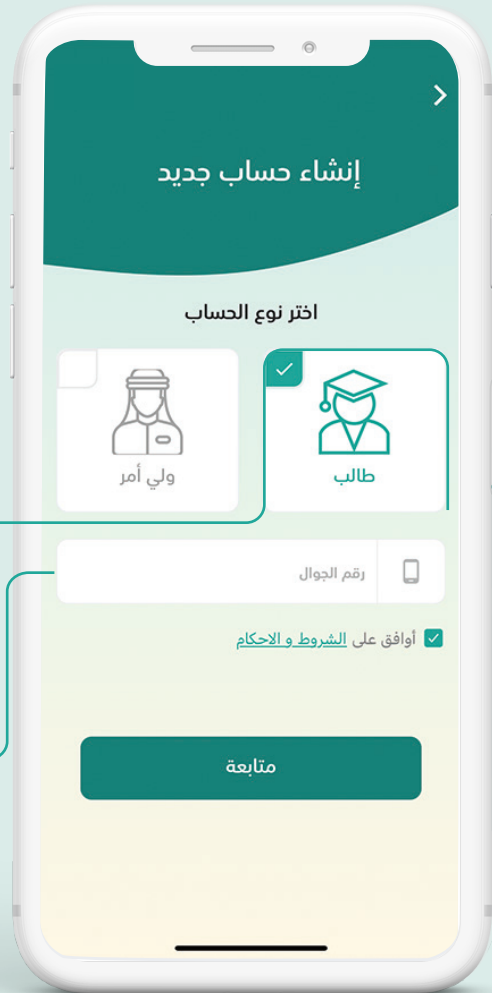 إنشاء حساب جديد
اختر نوع الحساب
طالب
ولي أمر
رقم الجوال
أوافق على الشروط و الاحكام
متابعة